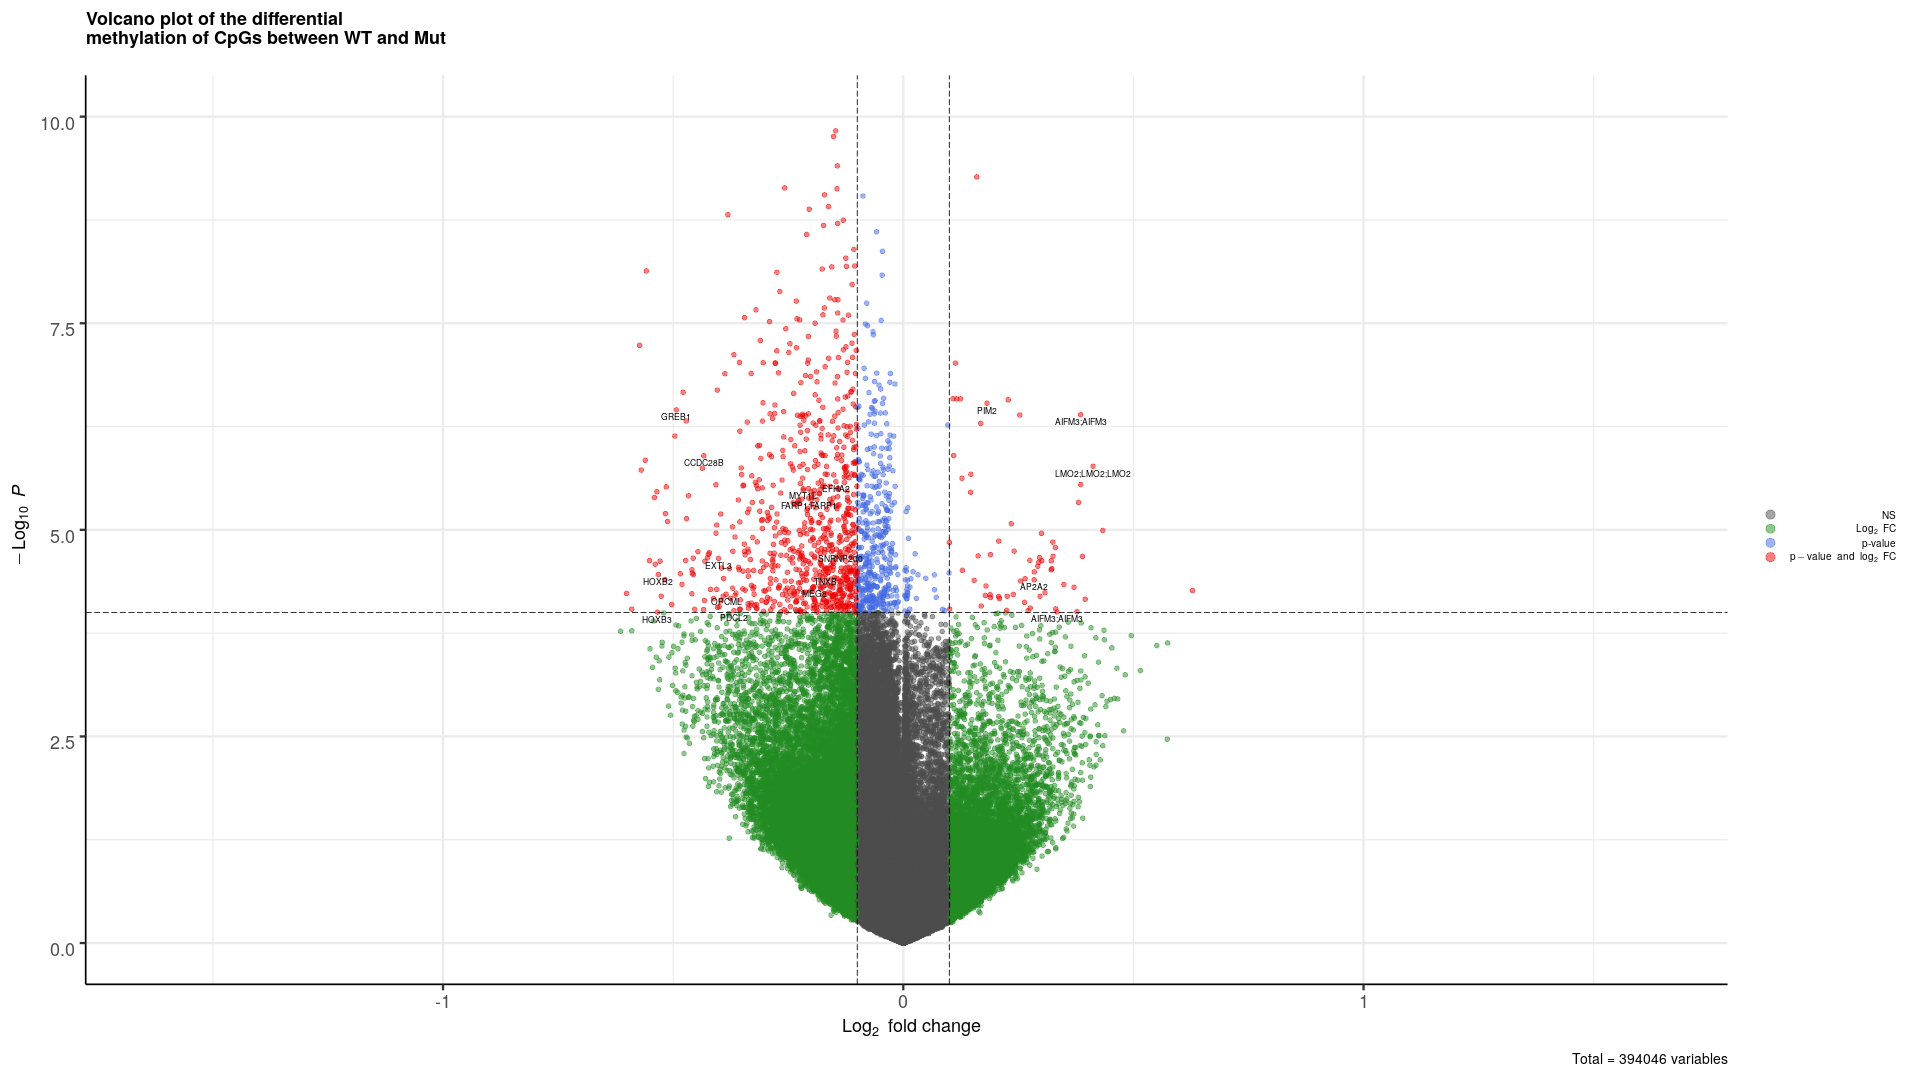 Volcano plot of the differential
methylation of CpGs between WT and Mut
10.0
7.5
5.0
2.5
0.0
− Log10 P
GREB1
PIM2
AIFM3;AIFM3
CCDC28B
LMO2;LMO2;LMO2
EFHA2
MYT1L
FARP1;FARP1
SNRNP200
EXTL3
HOXB2
TNXB
AP2A2
MEG3
OPCML
PDCL2
HOXB3
AIFM3;AIFM3
NS
Log2 FC
p-value
p − value and log2 FC
-1
0
1
Log2 fold change
Total = 394046 variables